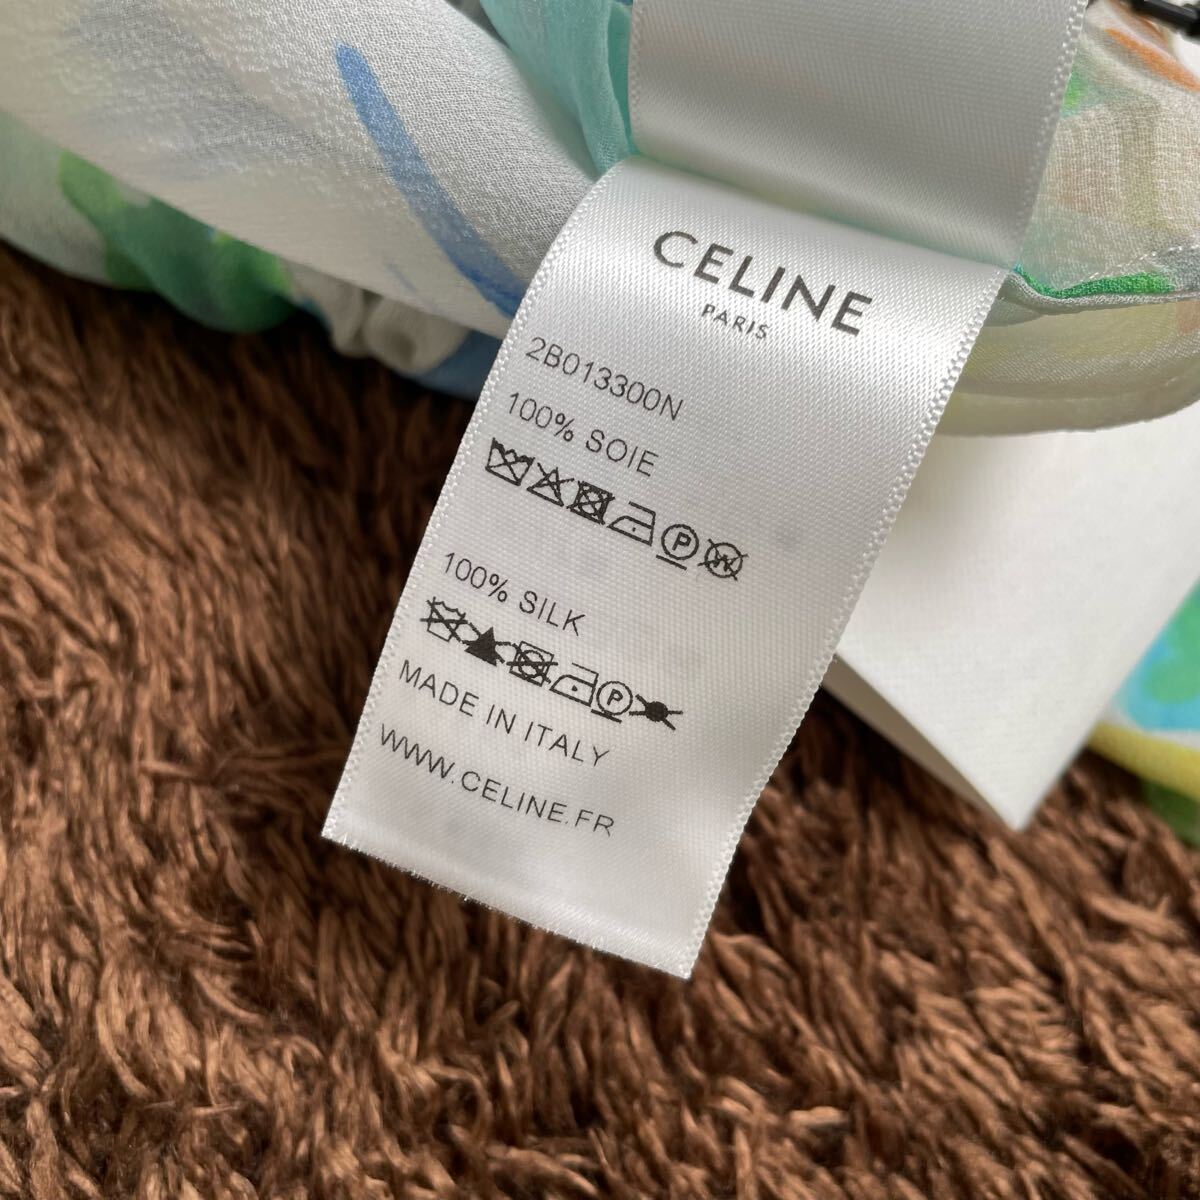 CELINE
PARIS
2B013300N
100% SOIE
P W
100% SILK
P
MADE IN ITALY
WWW.CELINE.FR